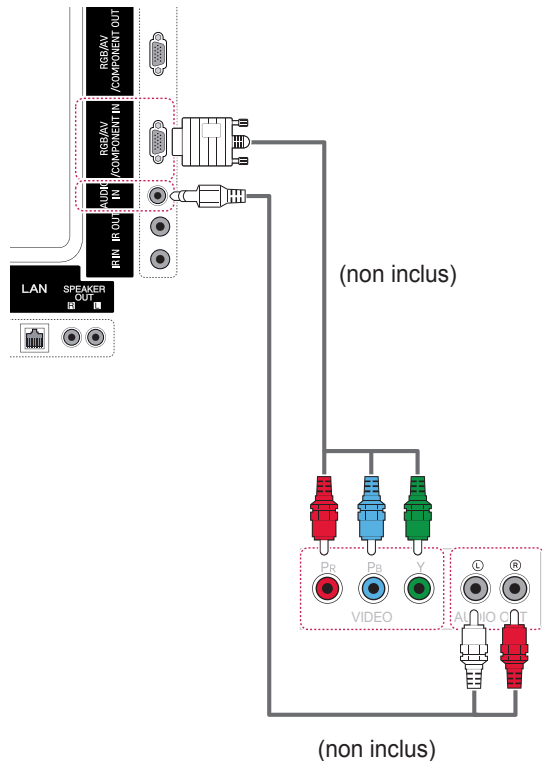 RGB/AV
/COMPONENT OUT
RGB/AV
/COMPONENT IN
AUDIO
IN
IR OUT
IR IN
LAN
SPEAKER
OUT
R L
(non inclus)
PR PB Y
VIDEO
L R
AUDIO OUT
(non inclus)